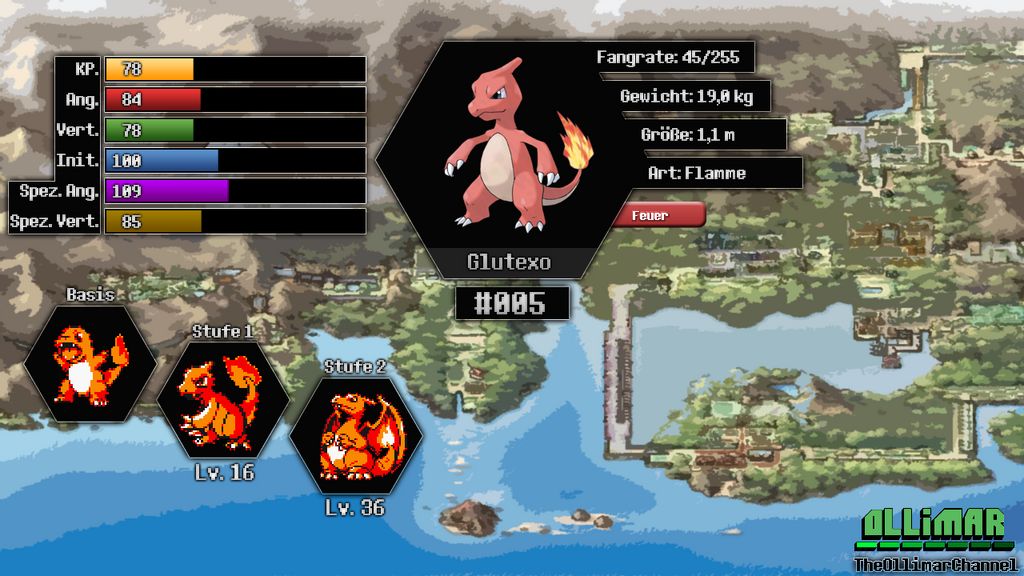 KP. 78
Ang. 84
Vert. 78
Init. 100
Spez. Ang. 109
Spez. Vert. 85
Fangrate: 45/255
Gewicht: 19,0 kg
Größe: 1,1 m
Art: Flamme
Feuer
Glutexo
#005
Basis
Stufe 1
Lv. 16
Stufe 2
Lv. 36
OLLiMAR
TheOllimarChannel